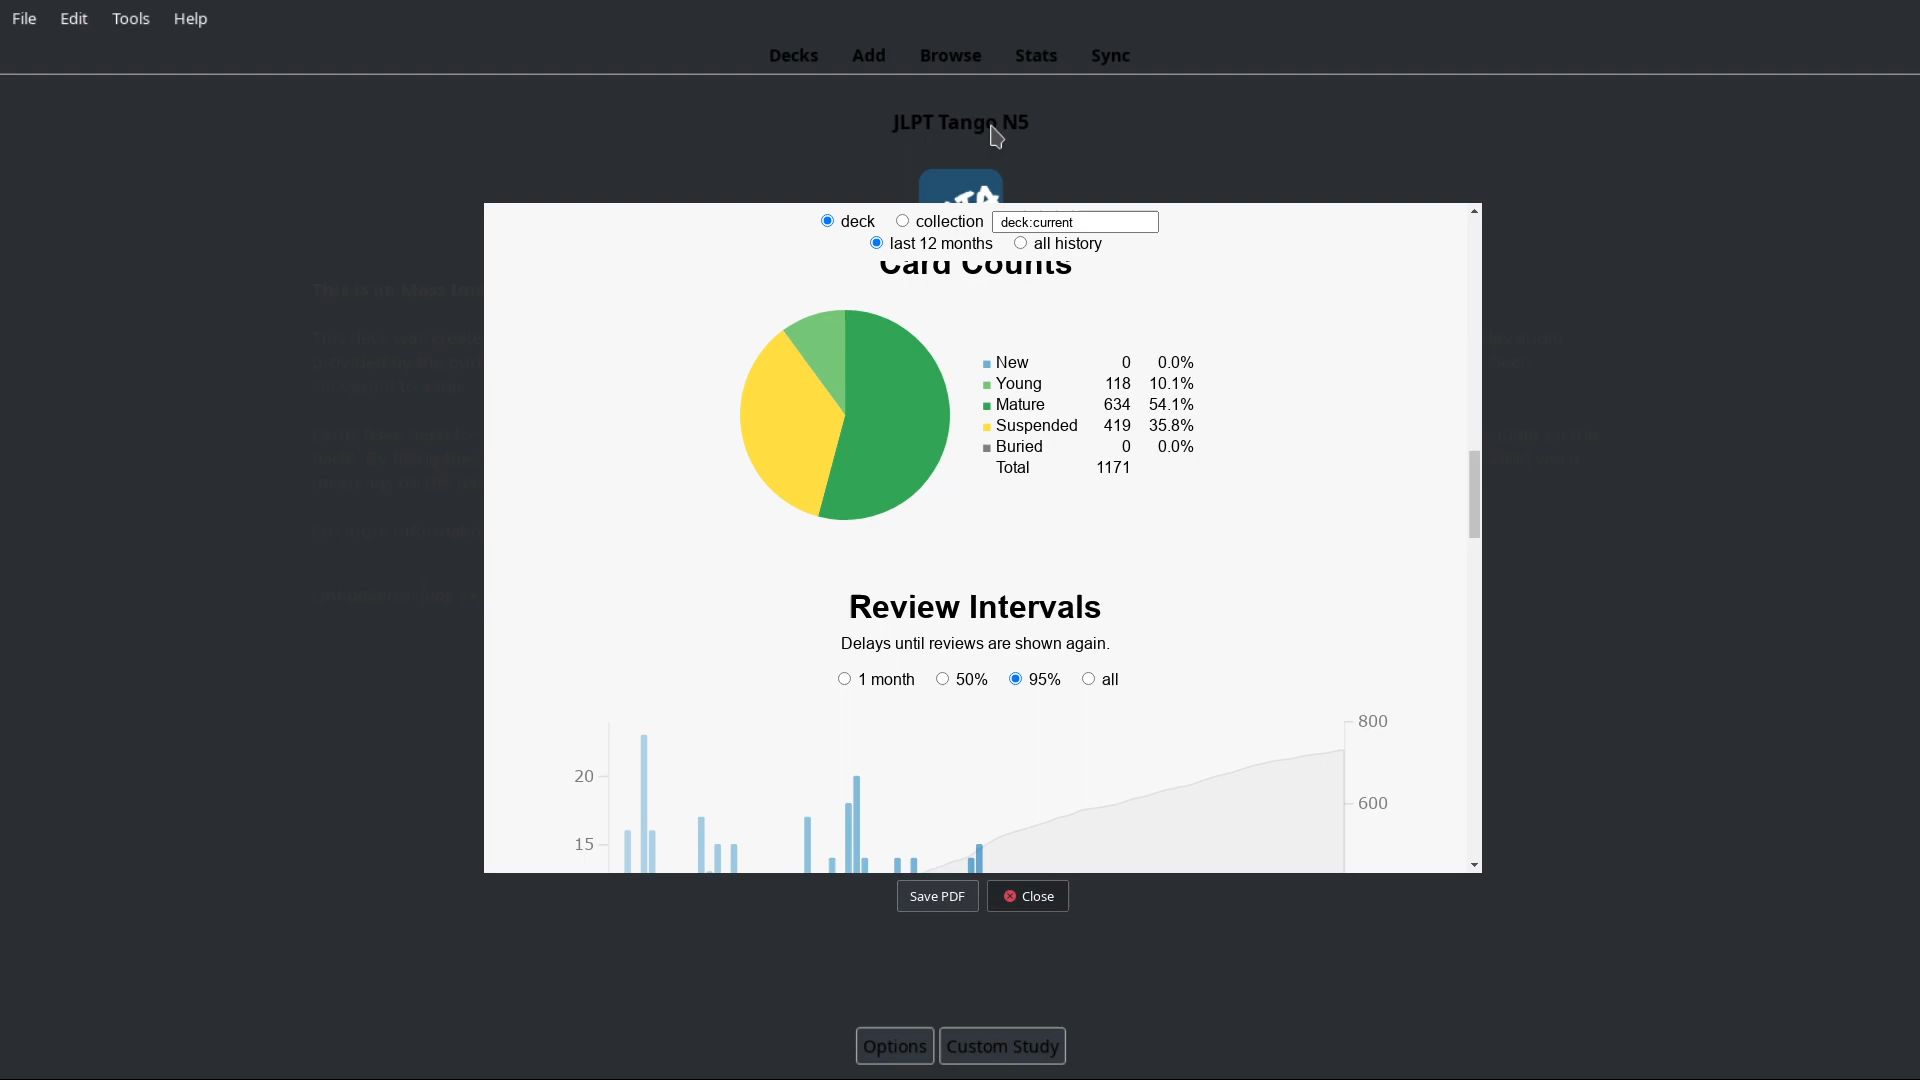 File Edit Tools Help
Decks Add Browse Stats Sync
JLPT Tango N5
deck collection deck:current
last 12 months all history
Card Counts
New 0 0.0%
Young 118 10.1%
Mature 634 54.1%
Suspended 419 35.8%
Buried 0 0.0%
Total 1171
Review Intervals
Delays until reviews are shown again.
1 month 50% 95% all
800
20
600
15
Save PDF Close
Options Custom Study